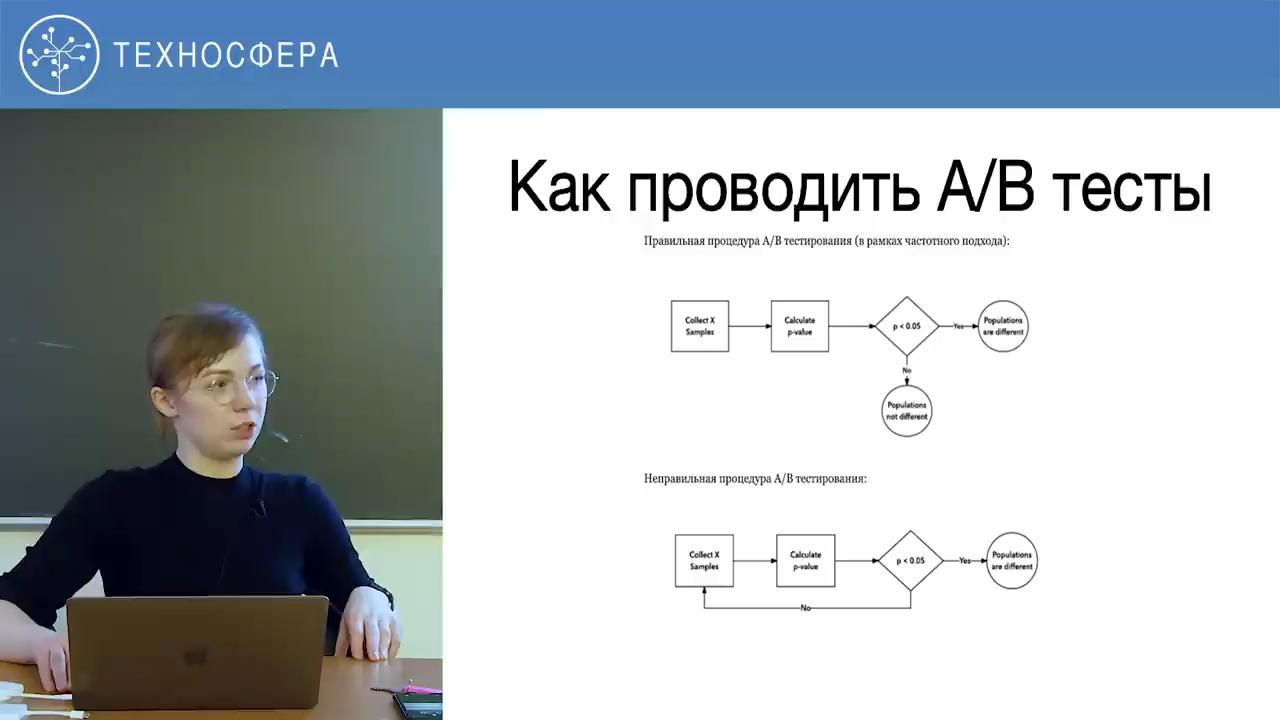 ТЕХНОСФЕРА
Как проводить А/В тесты
Правильная процедура А/В тестирования (в рамках частотного подхода):
Collect X
Samples
Calculate
p-value
p < 0.05
Yes
Populations
are different
No
Populations
not different
Неправильная процедура А/В тестирования:
Collect X
Samples
Calculate
p-value
p < 0.05
Yes
Populations
are different
No